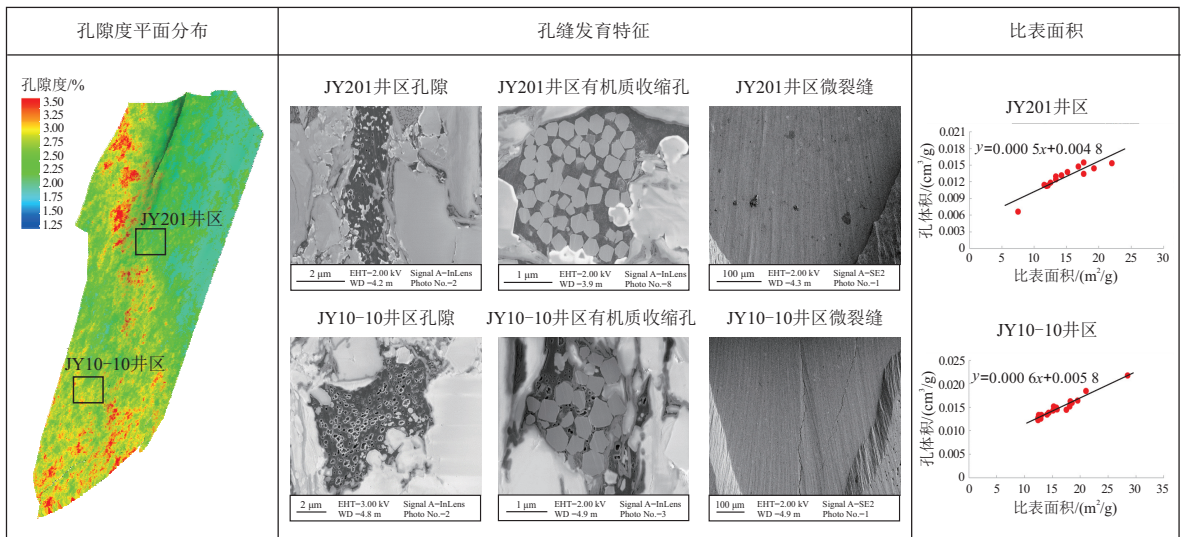 孔隙度平面分布
孔缝发育特征
比表面积
孔隙度/%
3.50
3.25
3.00
2.75
2.50
2.25
2.00
1.75
1.50
1.25
JY201井区
JY10-10井区
JY201井区孔隙
JY201井区有机质收缩孔
JY201井区微裂缝
2 μm
EHT=2.00 kV Signal A=InLens
WD =4.2 m Photo No.=2
1 μm
EHT=2.00 kV Signal A=InLens
WD =3.9 m Photo No.=8
100 μm
EHT=2.00 kV Signal A=SE2
WD =4.3 m Photo No.=1
JY10-10井区孔隙
JY10-10井区有机质收缩孔
JY10-10井区微裂缝
2 μm
EHT=3.00 kV Signal A=InLens
WD =4.8 m Photo No.=2
1 μm
EHT=2.00 kV Signal A=InLens
WD =4.9 m Photo No.=3
100 μm
EHT=2.00 kV Signal A=SE2
WD =4.9 m Photo No.=1
JY201井区
孔体积/(cm³/g)
0.021
0.018
0.015
0.012
0.009
0.006
0.003
0
y=0.000 5x+0.004 8
0 5 10 15 20 25 30
比表面积/(m²/g)
JY10-10井区
孔体积/(cm³/g)
0.025
0.020
0.015
0.010
0.005
0
y=0.000 6x+0.005 8
0 5 10 15 20 25 30 35
比表面积/(m²/g)